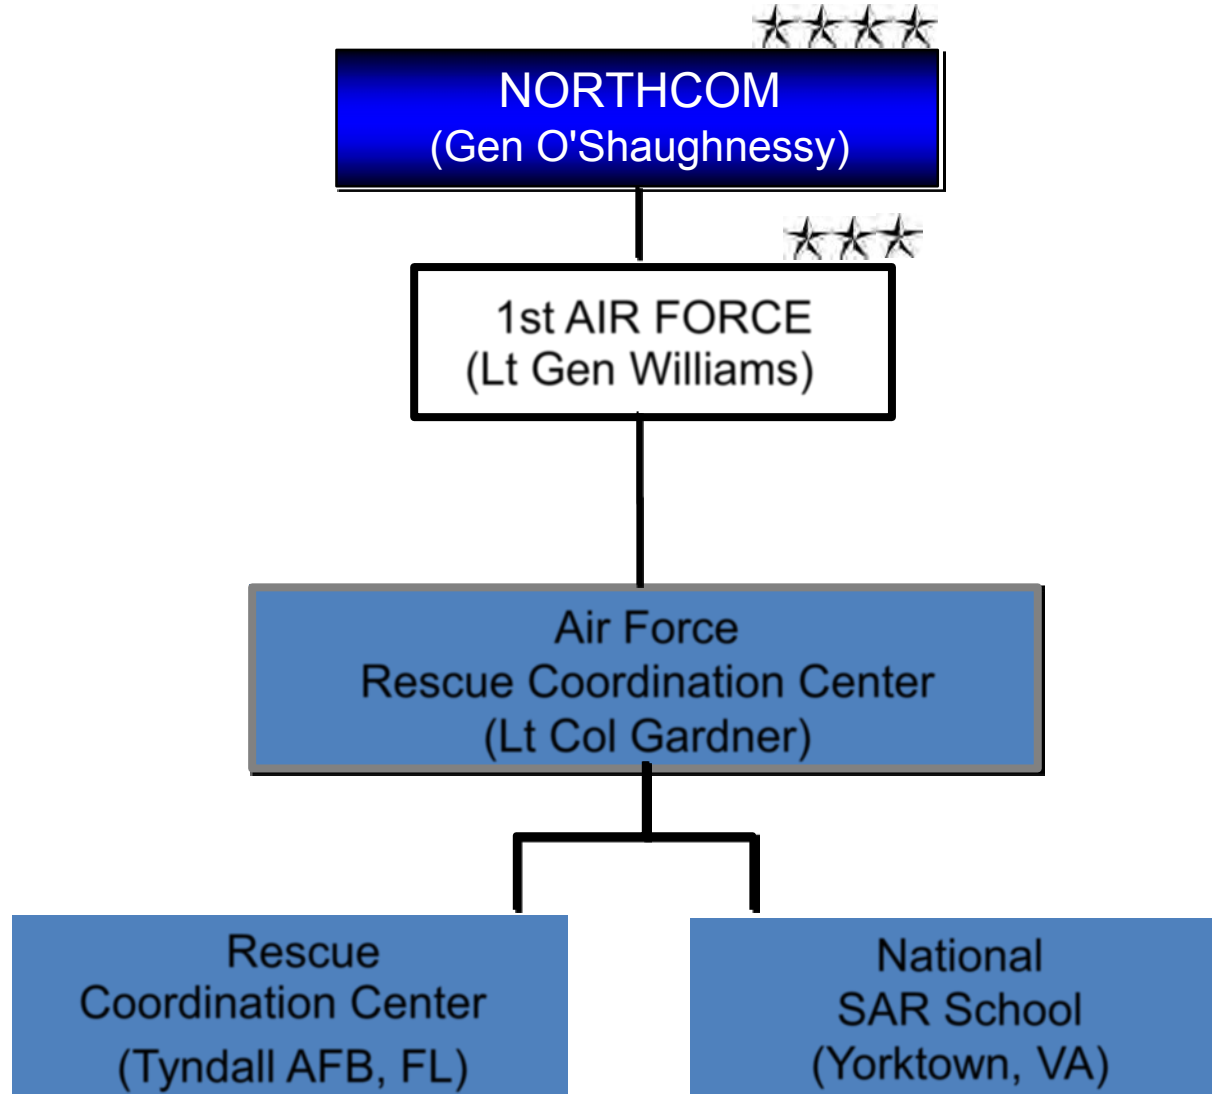 NORTHCOM
(Gen O'Shaughnessy)
1st AIR FORCE
(Lt Gen Williams)
Air Force
Rescue Coordination Center
(Lt Col Gardner)
Rescue
Coordination Center
(Tyndall AFB, FL)
National
SAR School
(Yorktown, VA)